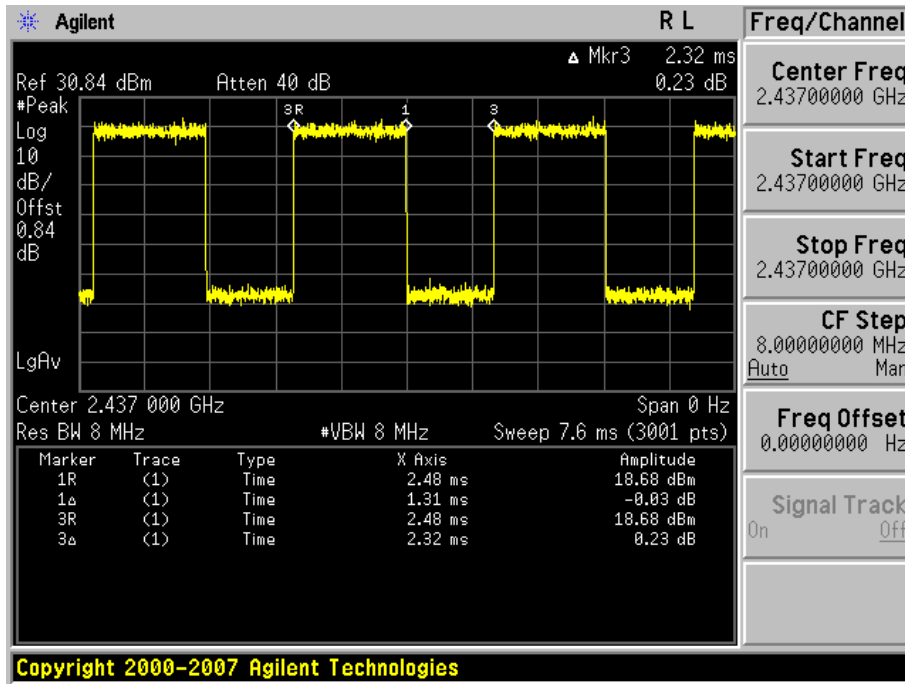 Agilent R L Freq/Channel
Δ Mkr3 2.32 ms
Ref 30.84 dBm Atten 40 dB 0.23 dB
#Peak
Log
10
dB/
Offst
0.84
dB
LgAv
3R 1 3
Center 2.437 000 GHz Span 0 Hz
Res BW 8 MHz #VBW 8 MHz Sweep 7.6 ms (3001 pts)
Marker Trace Type X Axis Amplitude
1R (1) Time 2.48 ms 18.68 dBm
1Δ (1) Time 1.31 ms -0.03 dB
3R (1) Time 2.48 ms 18.68 dBm
3Δ (1) Time 2.32 ms 0.23 dB
Center Freq
2.43700000 GHz
Start Freq
2.43700000 GHz
Stop Freq
2.43700000 GHz
CF Step
8.00000000 MHz
Auto Man
Freq Offset
0.00000000 Hz
Signal Track
On Off
Copyright 2000-2007 Agilent Technologies